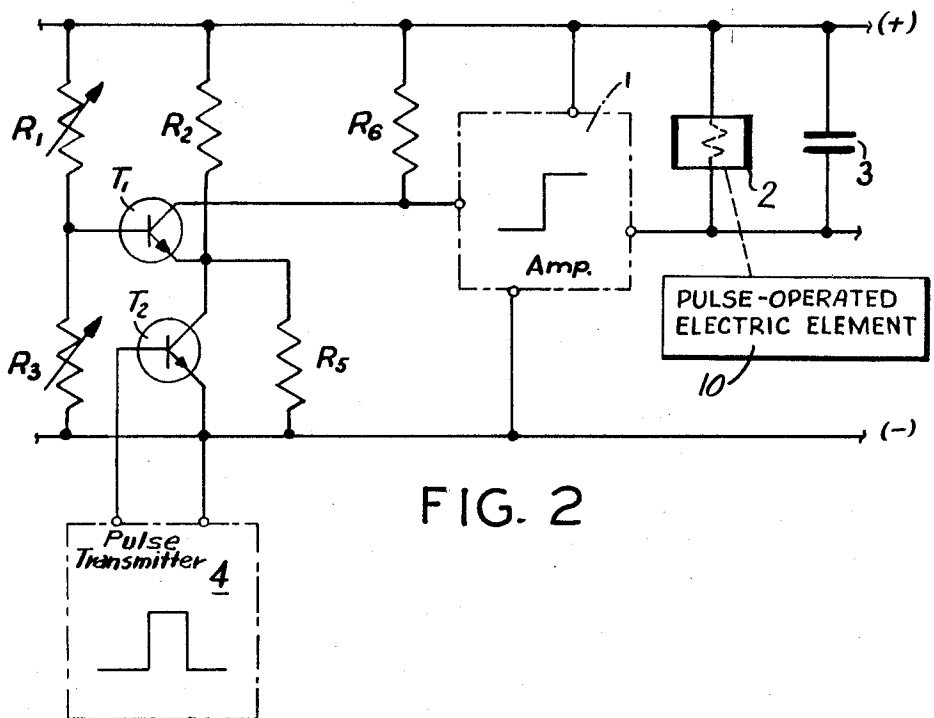 (+)
1
R1
R2
R6
T1
2
3
Amp.
T2
PULSE-OPERATED
ELECTRIC ELEMENT
R3
R5
10
(-)
FIG. 2
Pulse
Transmitter 4